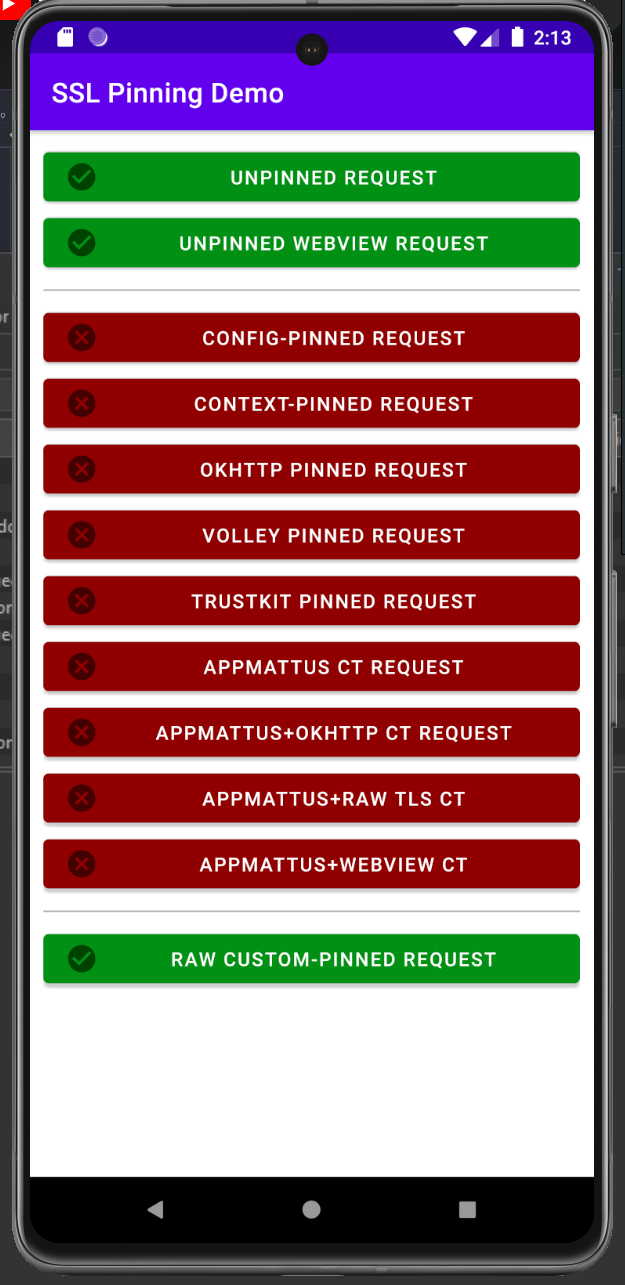 2:13
SSL Pinning Demo
UNPINNED REQUEST
UNPINNED WEBVIEW REQUEST
CONFIG-PINNED REQUEST
CONTEXT-PINNED REQUEST
OKHTTP PINNED REQUEST
VOLLEY PINNED REQUEST
TRUSTKIT PINNED REQUEST
APPMATTUS CT REQUEST
APPMATTUS+OKHTTP CT REQUEST
APPMATTUS+RAW TLS CT
APPMATTUS+WEBVIEW CT
RAW CUSTOM-PINNED REQUEST